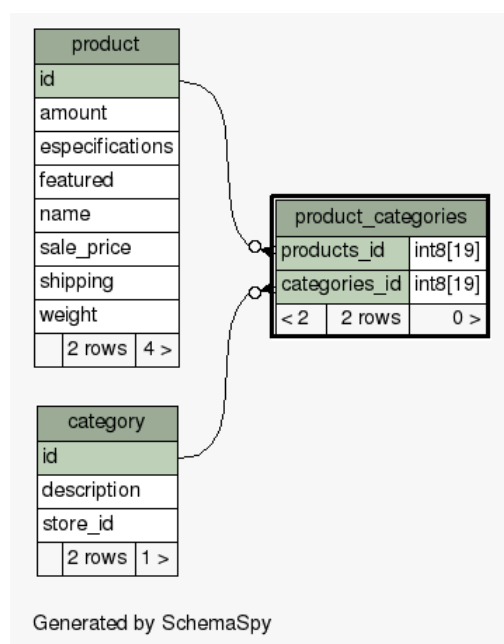 product
id
amount
especifications
featured
name
sale_price
shipping
weight
2 rows 4 >
product_categories
products_id int8[19]
categories_id int8[19]
< 2 2 rows 0 >
category
id
description
store_id
2 rows 1 >
Generated by SchemaSpy